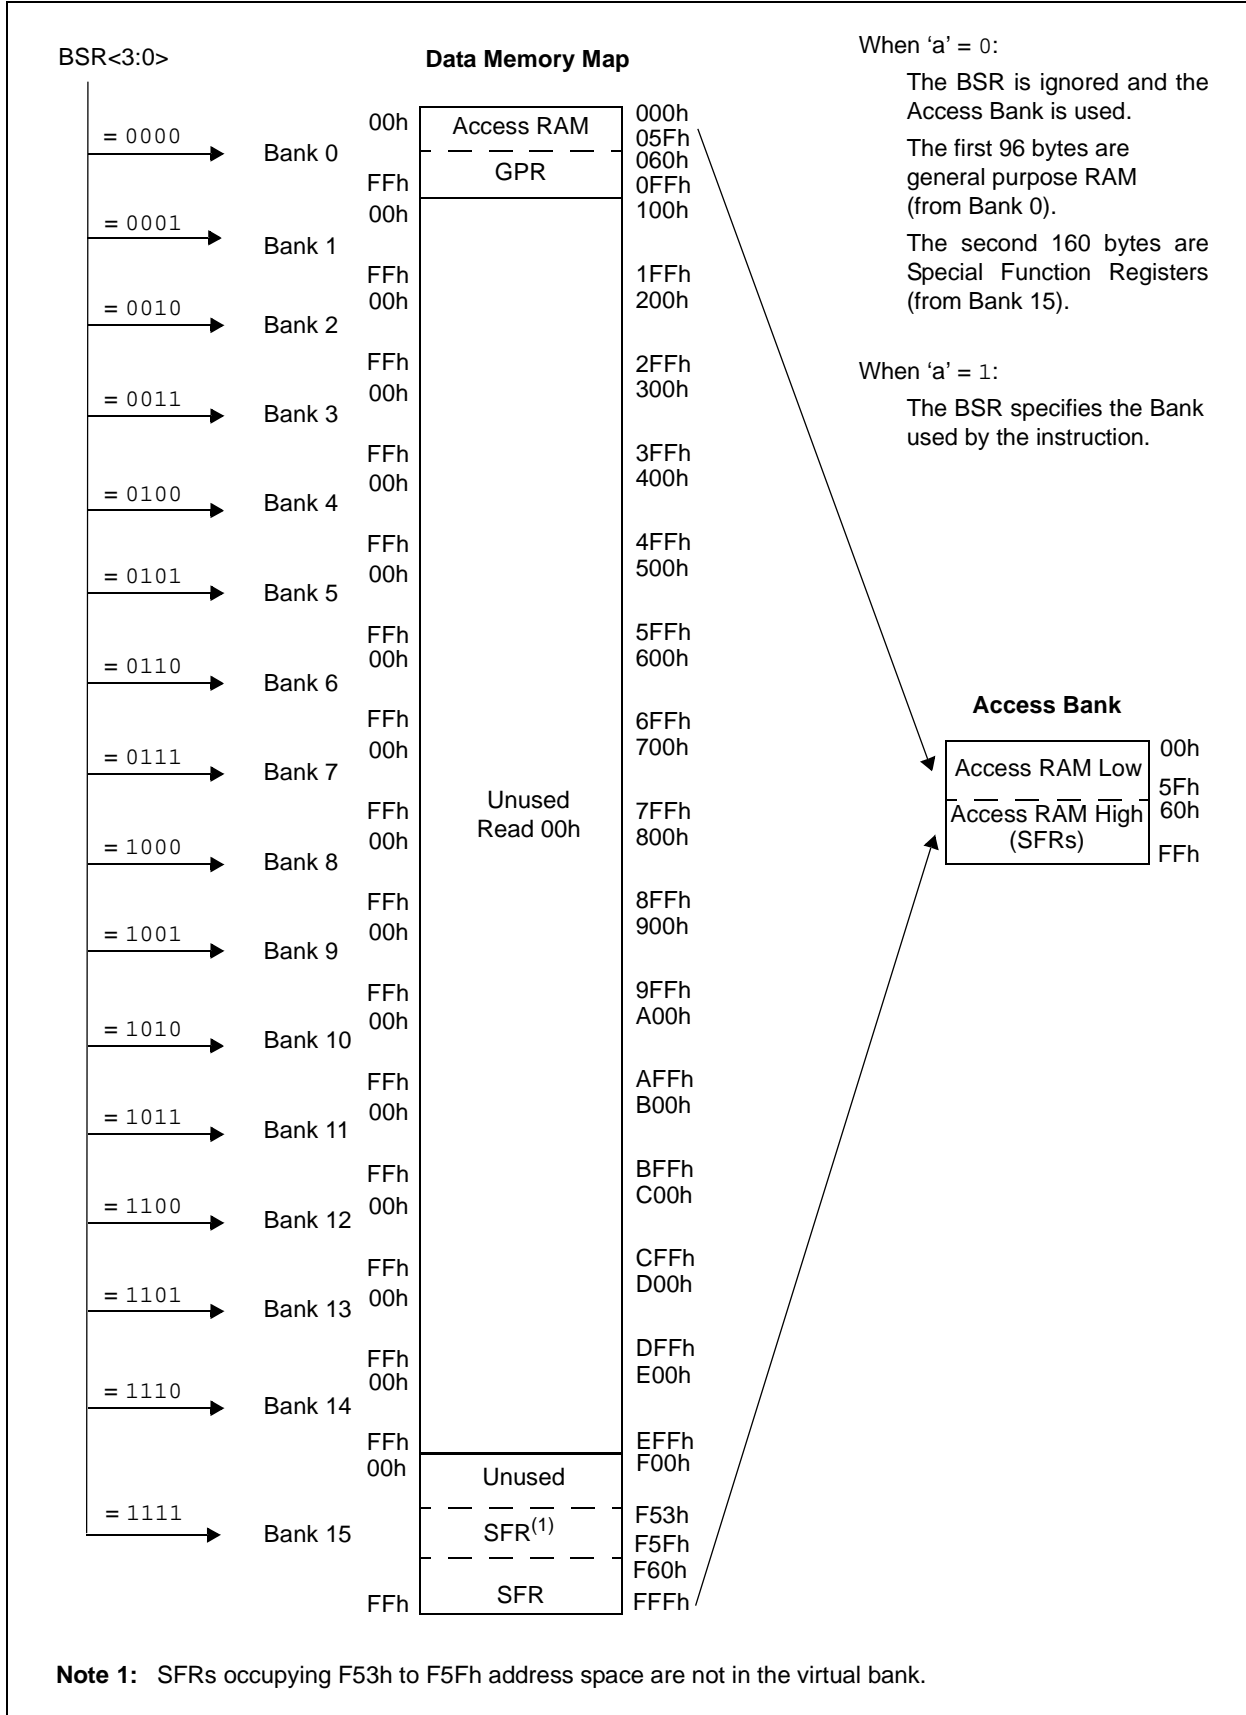 BSR<3:0>
Data Memory Map
When ‘a’ = 0:
The BSR is ignored and the
Access Bank is used.
The first 96 bytes are
general purpose RAM
(from Bank 0).
The second 160 bytes are
Special Function Registers
(from Bank 15).
When ‘a’ = 1:
The BSR specifies the Bank
used by the instruction.
= 0000
Bank 0
00h
Access RAM
000h
05Fh
060h
GPR
FFh
0FFh
= 0001
Bank 1
00h
100h
FFh
1FFh
= 0010
Bank 2
00h
200h
FFh
2FFh
= 0011
Bank 3
00h
300h
FFh
3FFh
= 0100
Bank 4
00h
400h
FFh
4FFh
= 0101
Bank 5
00h
500h
FFh
5FFh
= 0110
Bank 6
00h
600h
FFh
6FFh
= 0111
Bank 7
00h
700h
Unused
Read 00h
FFh
7FFh
= 1000
Bank 8
00h
800h
FFh
8FFh
= 1001
Bank 9
00h
900h
FFh
9FFh
= 1010
Bank 10
00h
A00h
FFh
AFFh
= 1011
Bank 11
00h
B00h
FFh
BFFh
= 1100
Bank 12
00h
C00h
FFh
CFFh
= 1101
Bank 13
00h
D00h
FFh
DFFh
= 1110
Bank 14
00h
E00h
FFh
EFFh
= 1111
Bank 15
00h
F00h
Unused
F53h
SFR(1)
F5Fh
F60h
SFR
FFh
FFFh
Access Bank
Access RAM Low
00h
5Fh
Access RAM High
(SFRs)
60h
FFh
Note 1: SFRs occupying F53h to F5Fh address space are not in the virtual bank.